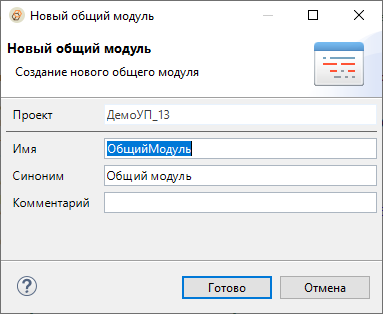 Новый общий модуль
Новый общий модуль
Создание нового общего модуля
Проект ДемоУП_13
Имя ОбщийМодуль
Синоним Общий модуль
Комментарий
? Готово Отмена